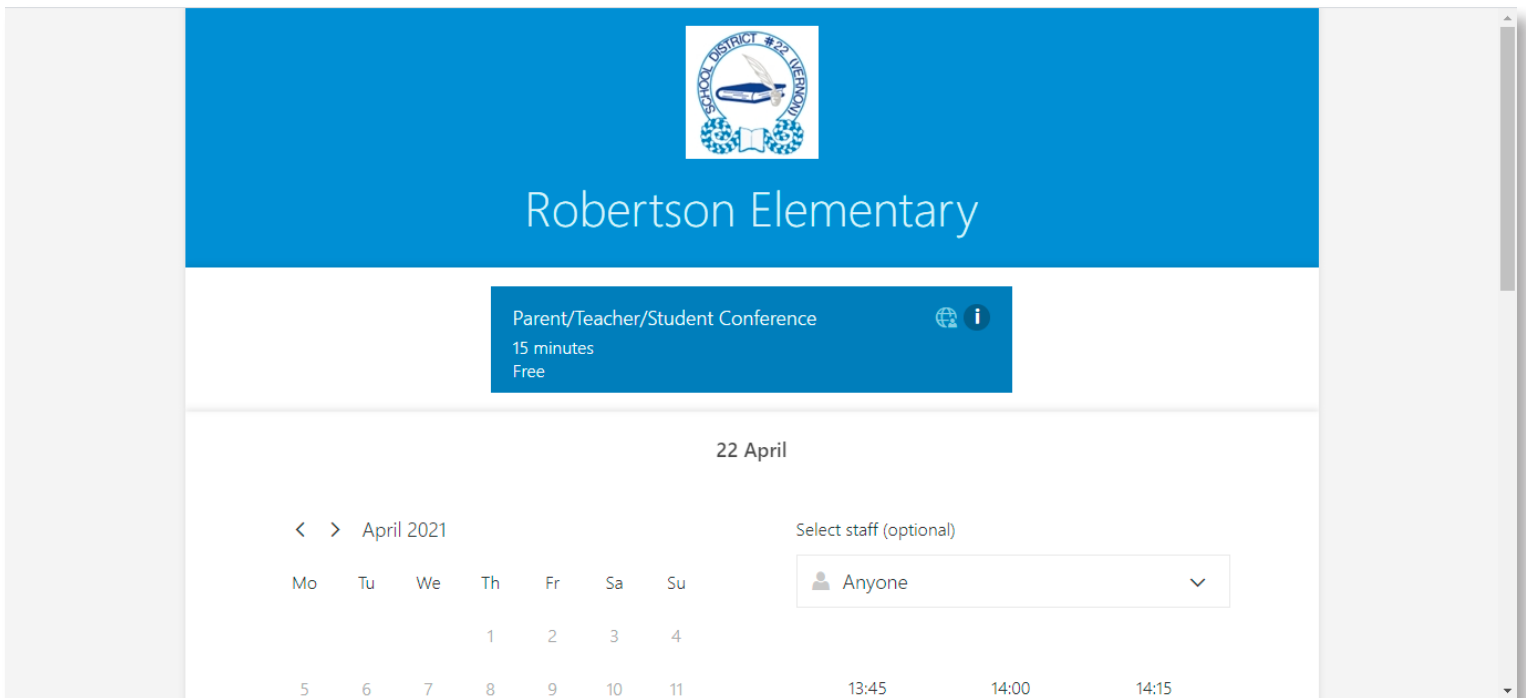 SCHOOL DISTRICT #22 (VERNON)
Robertson Elementary
Parent/Teacher/Student Conference
i
15 minutes
Free
22 April
< > April 2021
Mo Tu We Th Fr Sa Su
1 2 3 4
5 6 7 8 9 10 11
Select staff (optional)
Anyone
13:45 14:00 14:15